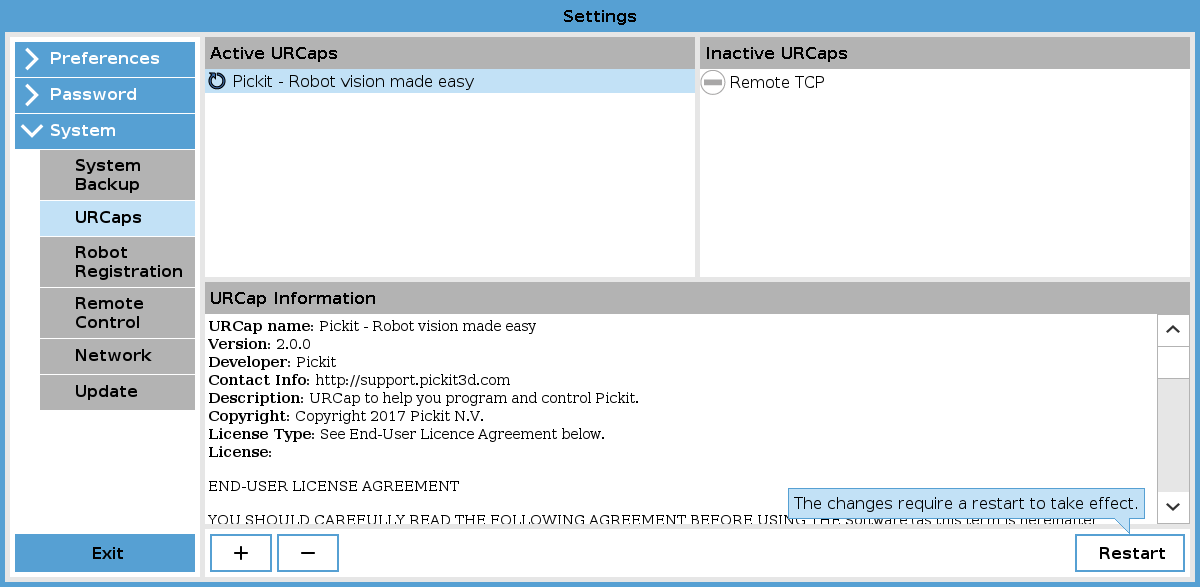 Settings
Preferences
Password
System
System
Backup
URCaps
Robot
Registration
Remote
Control
Network
Update
Exit
Active URCaps
Pickit - Robot vision made easy
Inactive URCaps
Remote TCP
URCap Information
URCap name: Pickit - Robot vision made easy
Version: 2.0.0
Developer: Pickit
Contact Info: http://support.pickit3d.com
Description: URCap to help you program and control Pickit.
Copyright: Copyright 2017 Pickit N.V.
License Type: See End-User Licence Agreement below.
License:
END-USER LICENSE AGREEMENT
YOU SHOULD CAREFULLY READ THE FOLLOWING AGREEMENT BEFORE USING THE Software (as this term is hereinafter
The changes require a restart to take effect.
+
−
Restart